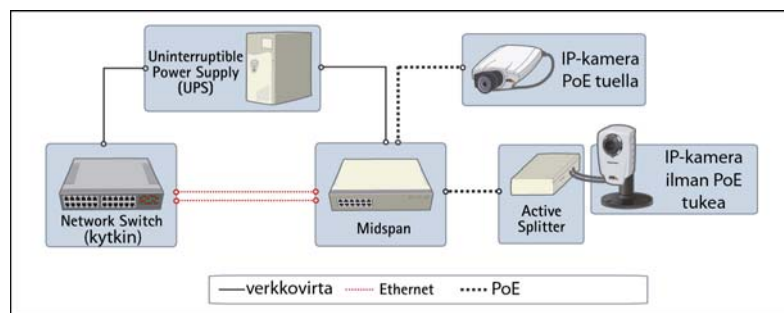 Uninterruptible
Power Supply
(UPS)
IP-kamera
PoE tuella
Network Switch
(kytkin)
Midspan
Active
Splitter
IP-kamera
ilman PoE
tukea
verkkovirta
Ethernet
PoE